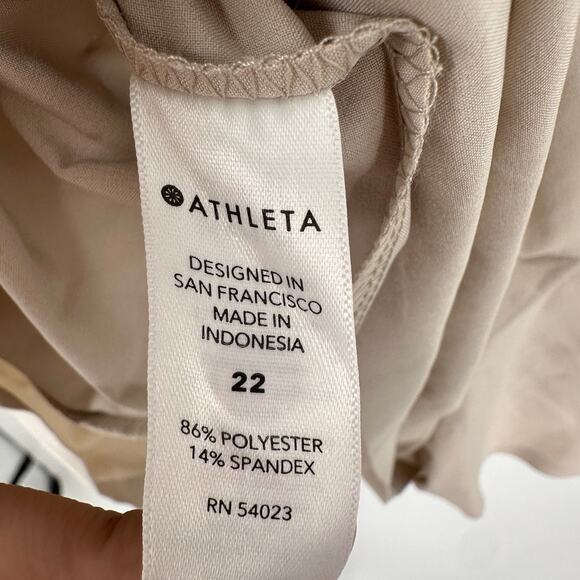 ATHLETA
DESIGNED IN
SAN FRANCISCO
MADE IN
INDONESIA
22
86% POLYESTER
14% SPANDEX
RN 54023